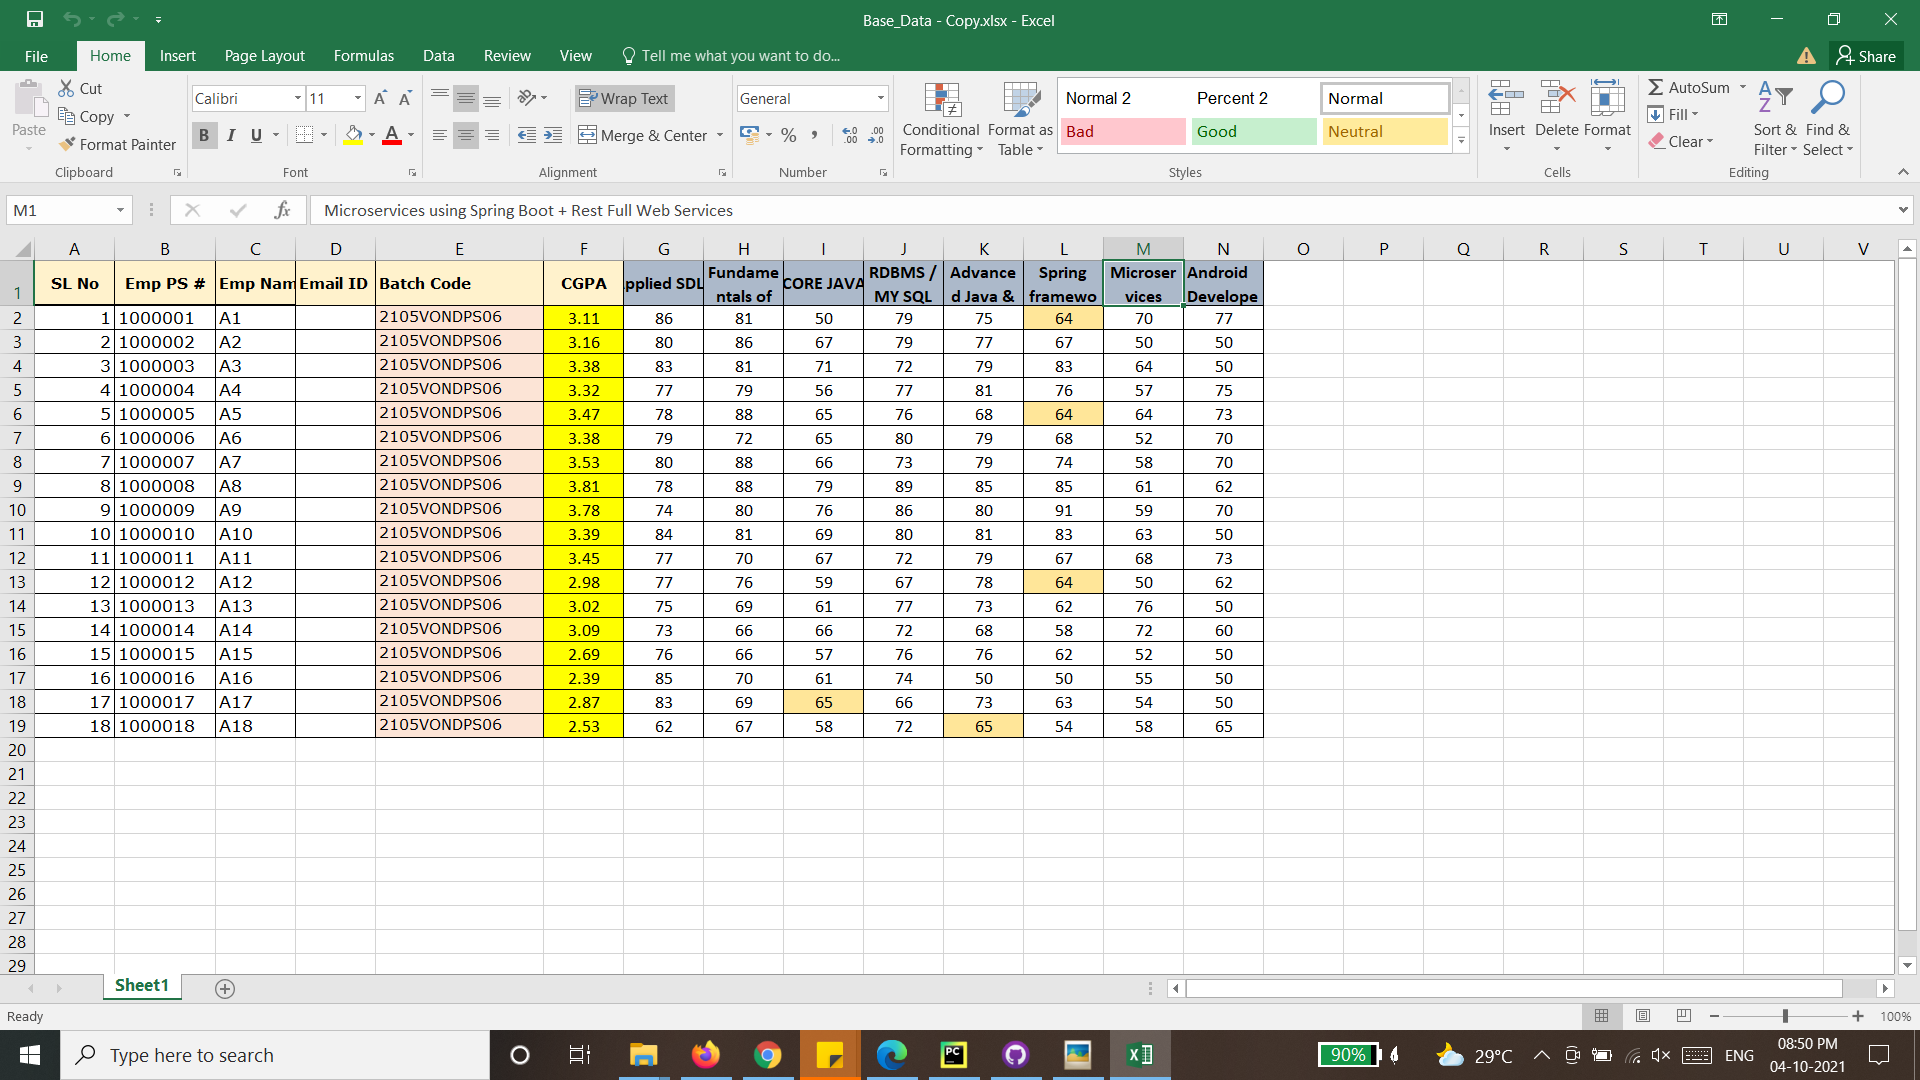 Base_Data - Copy.xlsx - Excel
File Home Insert Page Layout Formulas Data Review View Tell me what you want to do... Share
Paste Cut Copy Format Painter Clipboard
Calibri 11 A A B I U A Font
Wrap Text Merge & Center Alignment
General % , .00 Number
Conditional Formatting Format as Table
Normal 2 Percent 2 Normal
Bad Good Neutral
Styles
Insert Delete Format Cells
AutoSum Fill Clear Sort & Filter Find & Select Editing
M1 fx Microservices using Spring Boot + Rest Full Web Services
A B C D E F G H I J K L M N O P Q R S T U V
1 SL No Emp PS # Emp Nam Email ID Batch Code CGPA pplied SDL Fundame ntals of CORE JAVA RDBMS / MY SQL Advance d Java & Spring framewo Microser vices Android Develope
2 1 1000001 A1 2105VONDPS06 3.11 86 81 50 79 75 64 70 77
3 2 1000002 A2 2105VONDPS06 3.16 80 86 67 79 77 67 50 50
4 3 1000003 A3 2105VONDPS06 3.38 83 81 71 72 79 83 64 50
5 4 1000004 A4 2105VONDPS06 3.32 77 79 56 77 81 76 57 75
6 5 1000005 A5 2105VONDPS06 3.47 78 88 65 76 68 64 64 73
7 6 1000006 A6 2105VONDPS06 3.38 79 72 65 80 79 68 52 70
8 7 1000007 A7 2105VONDPS06 3.53 80 88 66 73 79 74 58 70
9 8 1000008 A8 2105VONDPS06 3.81 78 88 79 89 85 85 61 62
10 9 1000009 A9 2105VONDPS06 3.78 74 80 76 86 80 91 59 70
11 10 1000010 A10 2105VONDPS06 3.39 84 81 69 80 81 83 63 50
12 11 1000011 A11 2105VONDPS06 3.45 77 70 67 72 79 67 68 73
13 12 1000012 A12 2105VONDPS06 2.98 77 76 59 67 78 64 50 62
14 13 1000013 A13 2105VONDPS06 3.02 75 69 61 77 73 62 76 50
15 14 1000014 A14 2105VONDPS06 3.09 73 66 66 72 68 58 72 60
16 15 1000015 A15 2105VONDPS06 2.69 76 66 57 76 76 62 52 50
17 16 1000016 A16 2105VONDPS06 2.39 85 70 61 74 50 50 55 50
18 17 1000017 A17 2105VONDPS06 2.87 83 69 65 66 73 63 54 50
19 18 1000018 A18 2105VONDPS06 2.53 62 67 58 72 65 54 58 65
20
21
22
23
24
25
26
27
28
29
Sheet1
Ready 100%
Type here to search PC 90% 29°C ENG 08:50 PM
04-10-2021